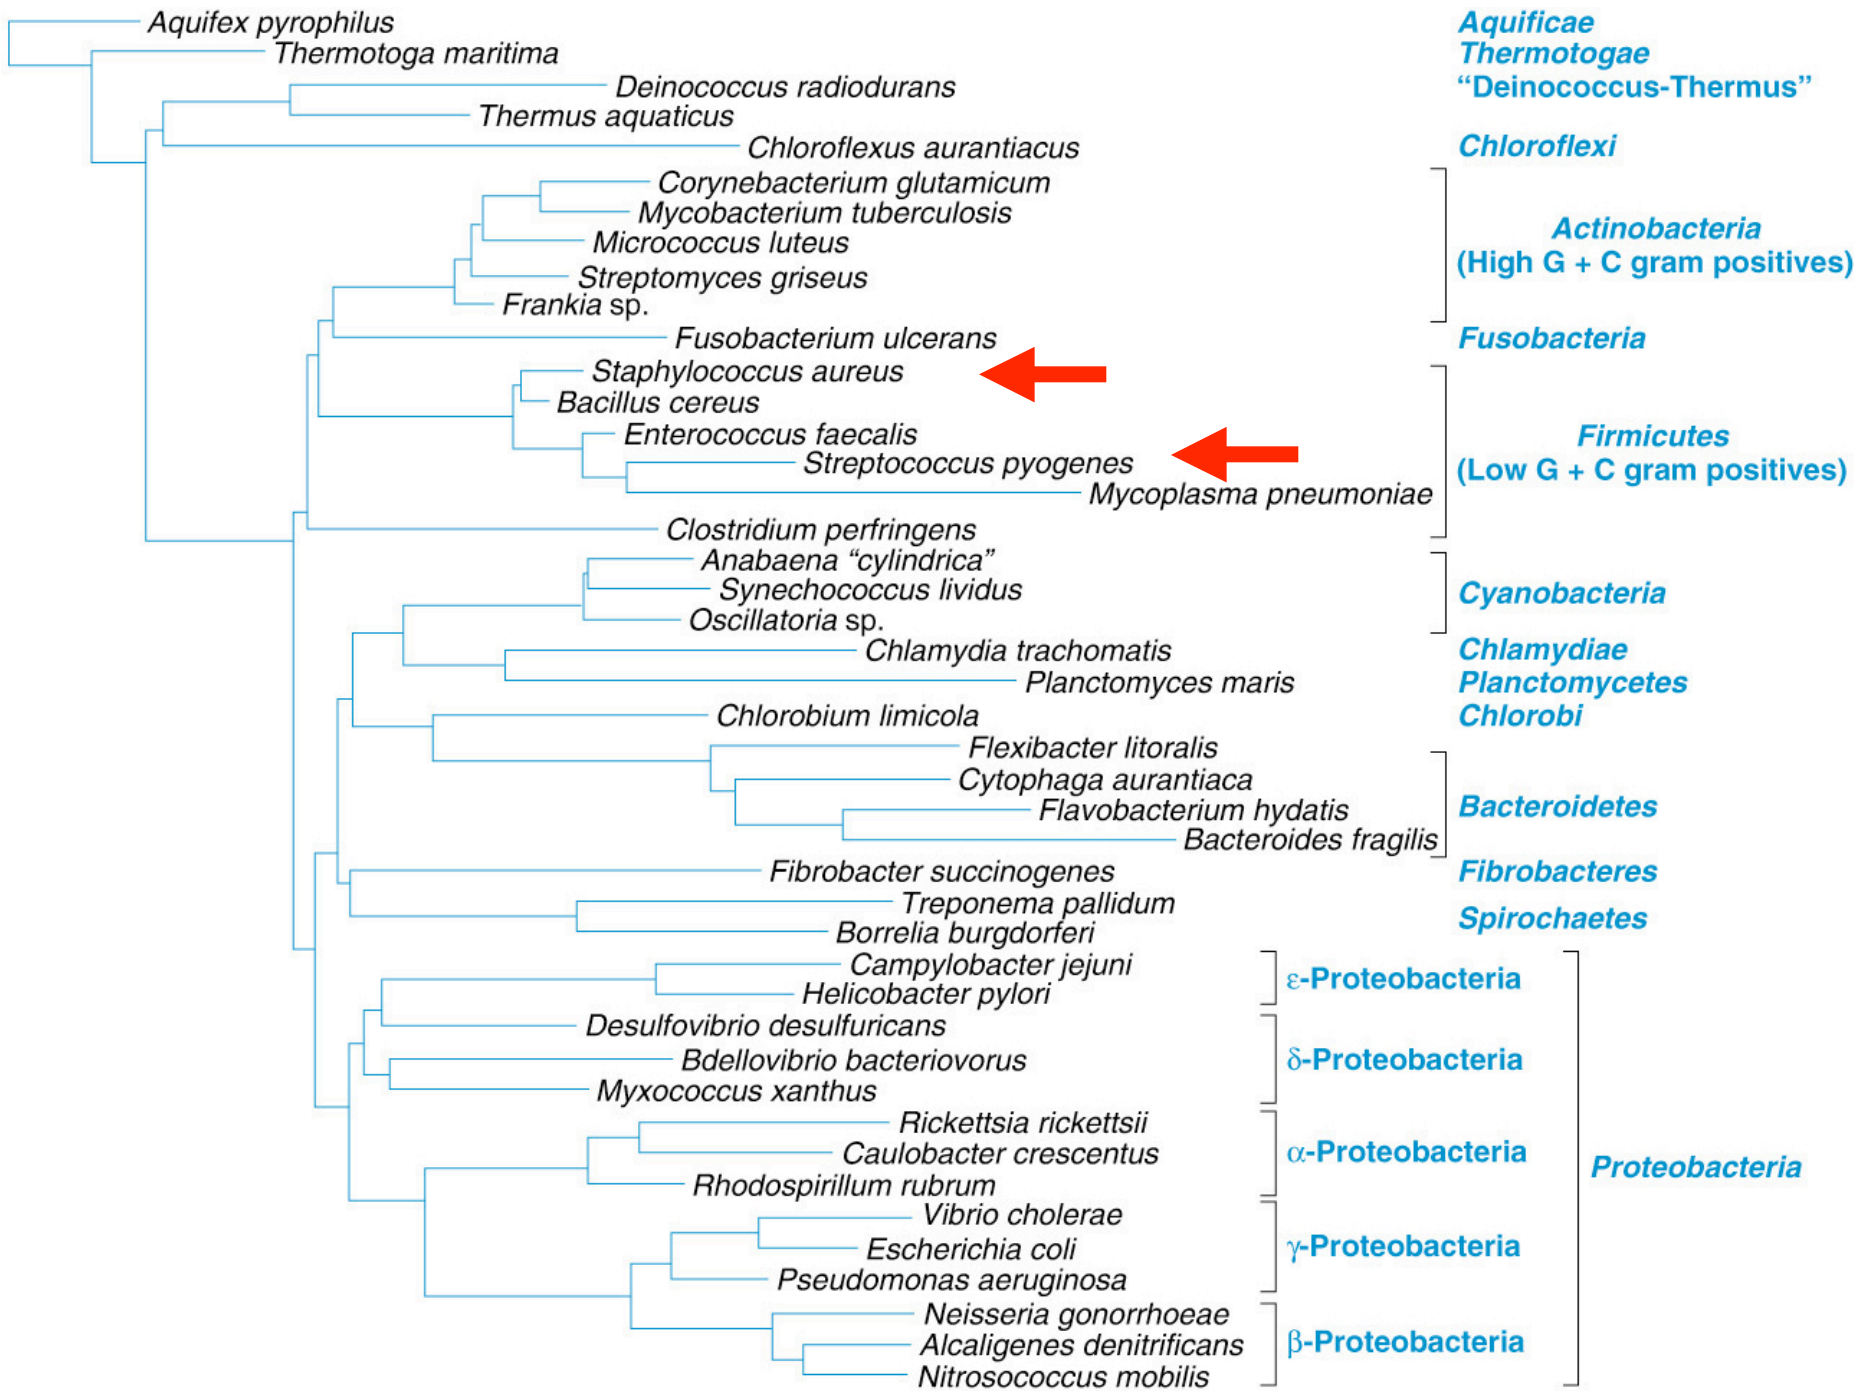 Aquifex pyrophilus
Aquificae
Thermotoga maritima
Thermotogae
Deinococcus radiodurans
“Deinococcus-Thermus”
Thermus aquaticus
Chloroflexus aurantiacus
Chloroflexi
Corynebacterium glutamicum
Mycobacterium tuberculosis
Micrococcus luteus
Streptomyces griseus
Frankia sp.
Actinobacteria
(High G + C gram positives)
Fusobacterium ulcerans
Fusobacteria
Staphylococcus aureus
Bacillus cereus
Enterococcus faecalis
Streptococcus pyogenes
Mycoplasma pneumoniae
Clostridium perfringens
Firmicutes
(Low G + C gram positives)
Anabaena “cylindrica”
Synechococcus lividus
Oscillatoria sp.
Cyanobacteria
Chlamydia trachomatis
Chlamydiae
Planctomyces maris
Planctomycetes
Chlorobium limicola
Chlorobi
Flexibacter litoralis
Cytophaga aurantiaca
Flavobacterium hydatis
Bacteroides fragilis
Bacteroidetes
Fibrobacter succinogenes
Fibrobacteres
Treponema pallidum
Borrelia burgdorferi
Spirochaetes
Campylobacter jejuni
Helicobacter pylori
ε-Proteobacteria
Desulfovibrio desulfuricans
Bdellovibrio bacteriovorus
Myxococcus xanthus
δ-Proteobacteria
Rickettsia rickettsii
Caulobacter crescentus
Rhodospirillum rubrum
α-Proteobacteria
Proteobacteria
Vibrio cholerae
Escherichia coli
Pseudomonas aeruginosa
γ-Proteobacteria
Neisseria gonorrhoeae
Alcaligenes denitrificans
Nitrosococcus mobilis
β-Proteobacteria